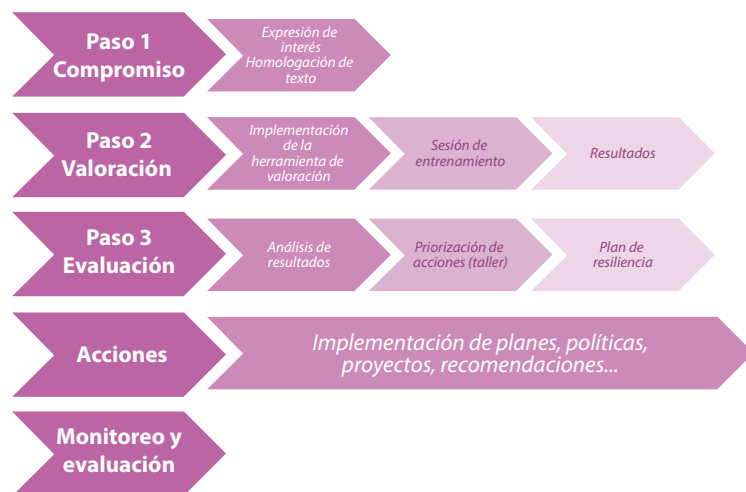 Paso 1
Compromiso
Expresión de
interés
Homologación de
texto
Paso 2
Valoración
Implementación
de la
herramienta de
valoración
Sesión de
entrenamiento
Resultados
Paso 3
Evaluación
Análisis de
resultados
Priorización de
acciones (taller)
Plan de
resiliencia
Acciones
Implementación de planes, políticas,
proyectos, recomendaciones...
Monitoreo y
evaluación